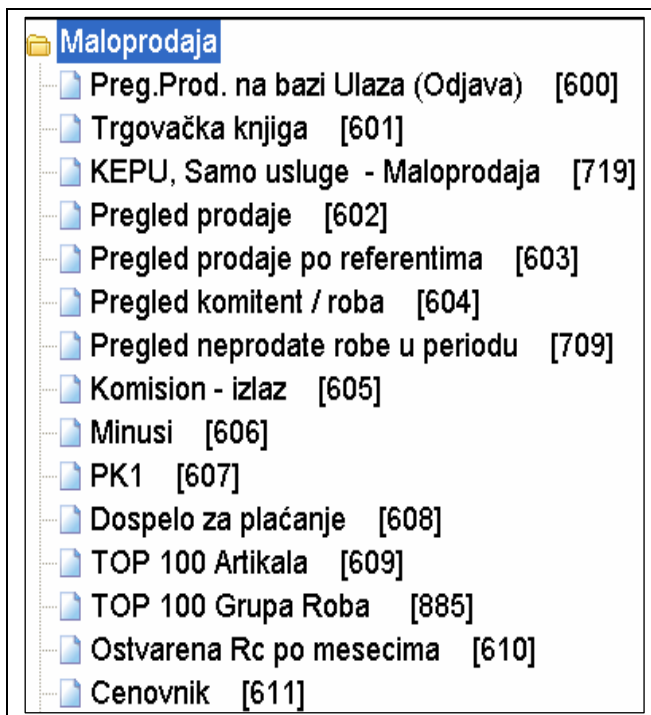 Maloprodaja
Preg.Prod. na bazi Ulaza (Odjava) [600]
Trgovačka knjiga [601]
KEPU, Samo usluge - Maloprodaja [719]
Pregled prodaje [602]
Pregled prodaje po referentima [603]
Pregled komitent / roba [604]
Pregled neprodate robe u periodu [709]
Komision - izlaz [605]
Minusi [606]
PK1 [607]
Dospelo za plaćanje [608]
TOP 100 Artikala [609]
TOP 100 Grupa Roba [885]
Ostvarena Rc po mesecima [610]
Cenovnik [611]